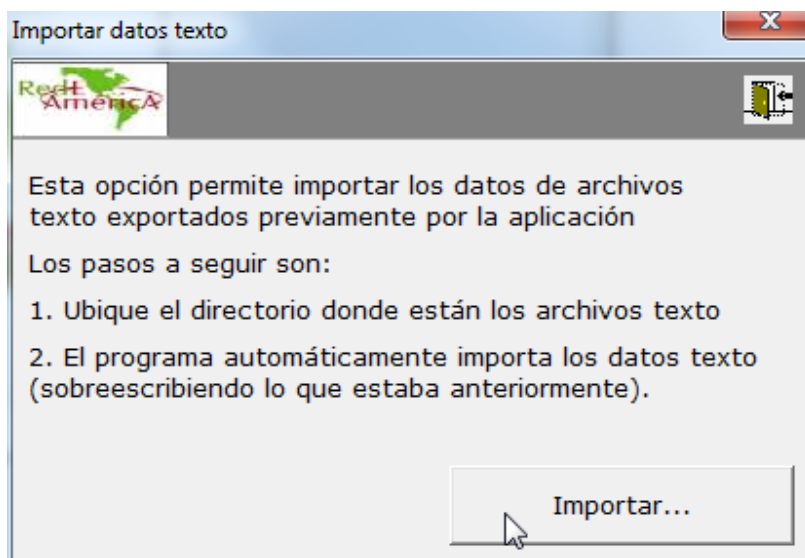 Importar datos texto
RedE
América
Esta opción permite importar los datos de archivos
texto exportados previamente por la aplicación
Los pasos a seguir son:
1. Ubique el directorio donde están los archivos texto
2. El programa automáticamente importa los datos texto
(sobreescribiendo lo que estaba anteriormente).
Importar...